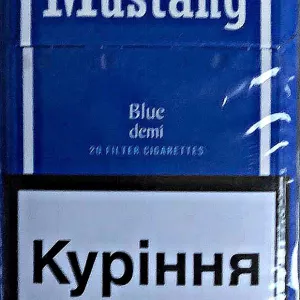 Mustang
Blue
demi
20 FILTER CIGARETTES
Куріння